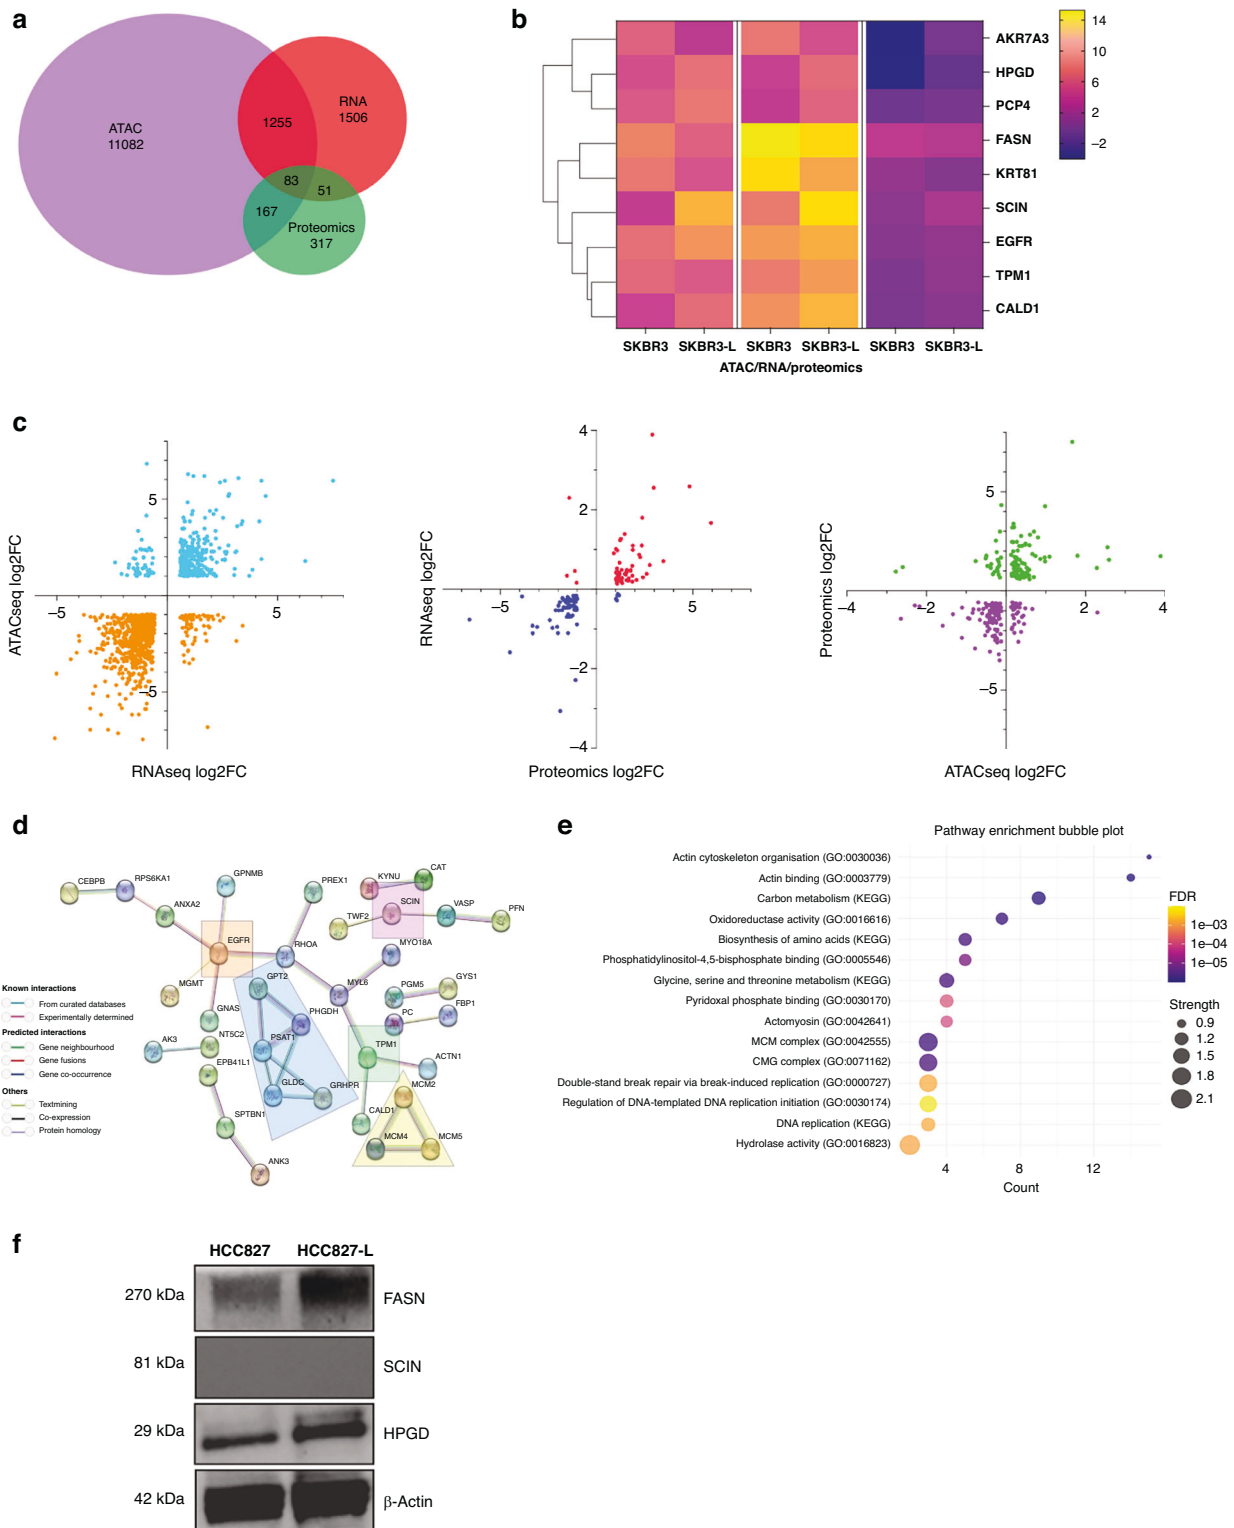 a
ATAC
11082
1255
RNA
1506
83
51
167
Proteomics
317
b
AKR7A3
HPGD
PCP4
FASN
KRT81
SCIN
EGFR
TPM1
CALD1
14
10
6
2
−2
SKBR3 SKBR3-L SKBR3 SKBR3-L SKBR3 SKBR3-L
ATAC/RNA/proteomics
c
ATACseq log2FC
5
−5
5
−5
RNAseq log2FC
RNAseq log2FC
4
2
−5
5
−2
−4
Proteomics log2FC
Proteomics log2FC
5
−4
−2
2
4
−5
ATACseq log2FC
d
CEBPB
RPS6KA1
GPNMB
PREX1
KYNU
CAT
ANXA2
SCIN
VASP
PFN
TWF2
EGFR
RHOA
MYO18A
MGMT
GPT2
MYL6
PGM5
GYS1
GNAS
PHGDH
PC
FBP1
AK3
NT5C2
PSAT1
TPM1
ACTN1
EPB41L1
GLDC
GRHPR
MCM2
SPTBN1
CALD1
MCM4
MCM5
ANK3
Known interactions
From curated databases
Experimentally determined
Predicted interactions
Gene neighbourhood
Gene fusions
Gene co-occurrence
Others
Textmining
Co-expression
Protein homology
e
Pathway enrichment bubble plot
Actin cytoskeleton organisation (GO:0030036)
Actin binding (GO:0003779)
Carbon metabolism (KEGG)
Oxidoreductase activity (GO:0016616)
Biosynthesis of amino acids (KEGG)
Phosphatidylinositol-4,5-bisphosphate binding (GO:0005546)
Glycine, serine and threonine metabolism (KEGG)
Pyridoxal phosphate binding (GO:0030170)
Actomyosin (GO:0042641)
MCM complex (GO:0042555)
CMG complex (GO:0071162)
Double-stand break repair via break-induced replication (GO:0000727)
Regulation of DNA-templated DNA replication initiation (GO:0030174)
DNA replication (KEGG)
Hydrolase activity (GO:0016823)
4 8 12
Count
FDR
1e−03
1e−04
1e−05
Strength
0.9
1.2
1.5
1.8
2.1
f
HCC827 HCC827-L
270 kDa FASN
81 kDa SCIN
29 kDa HPGD
42 kDa β-Actin